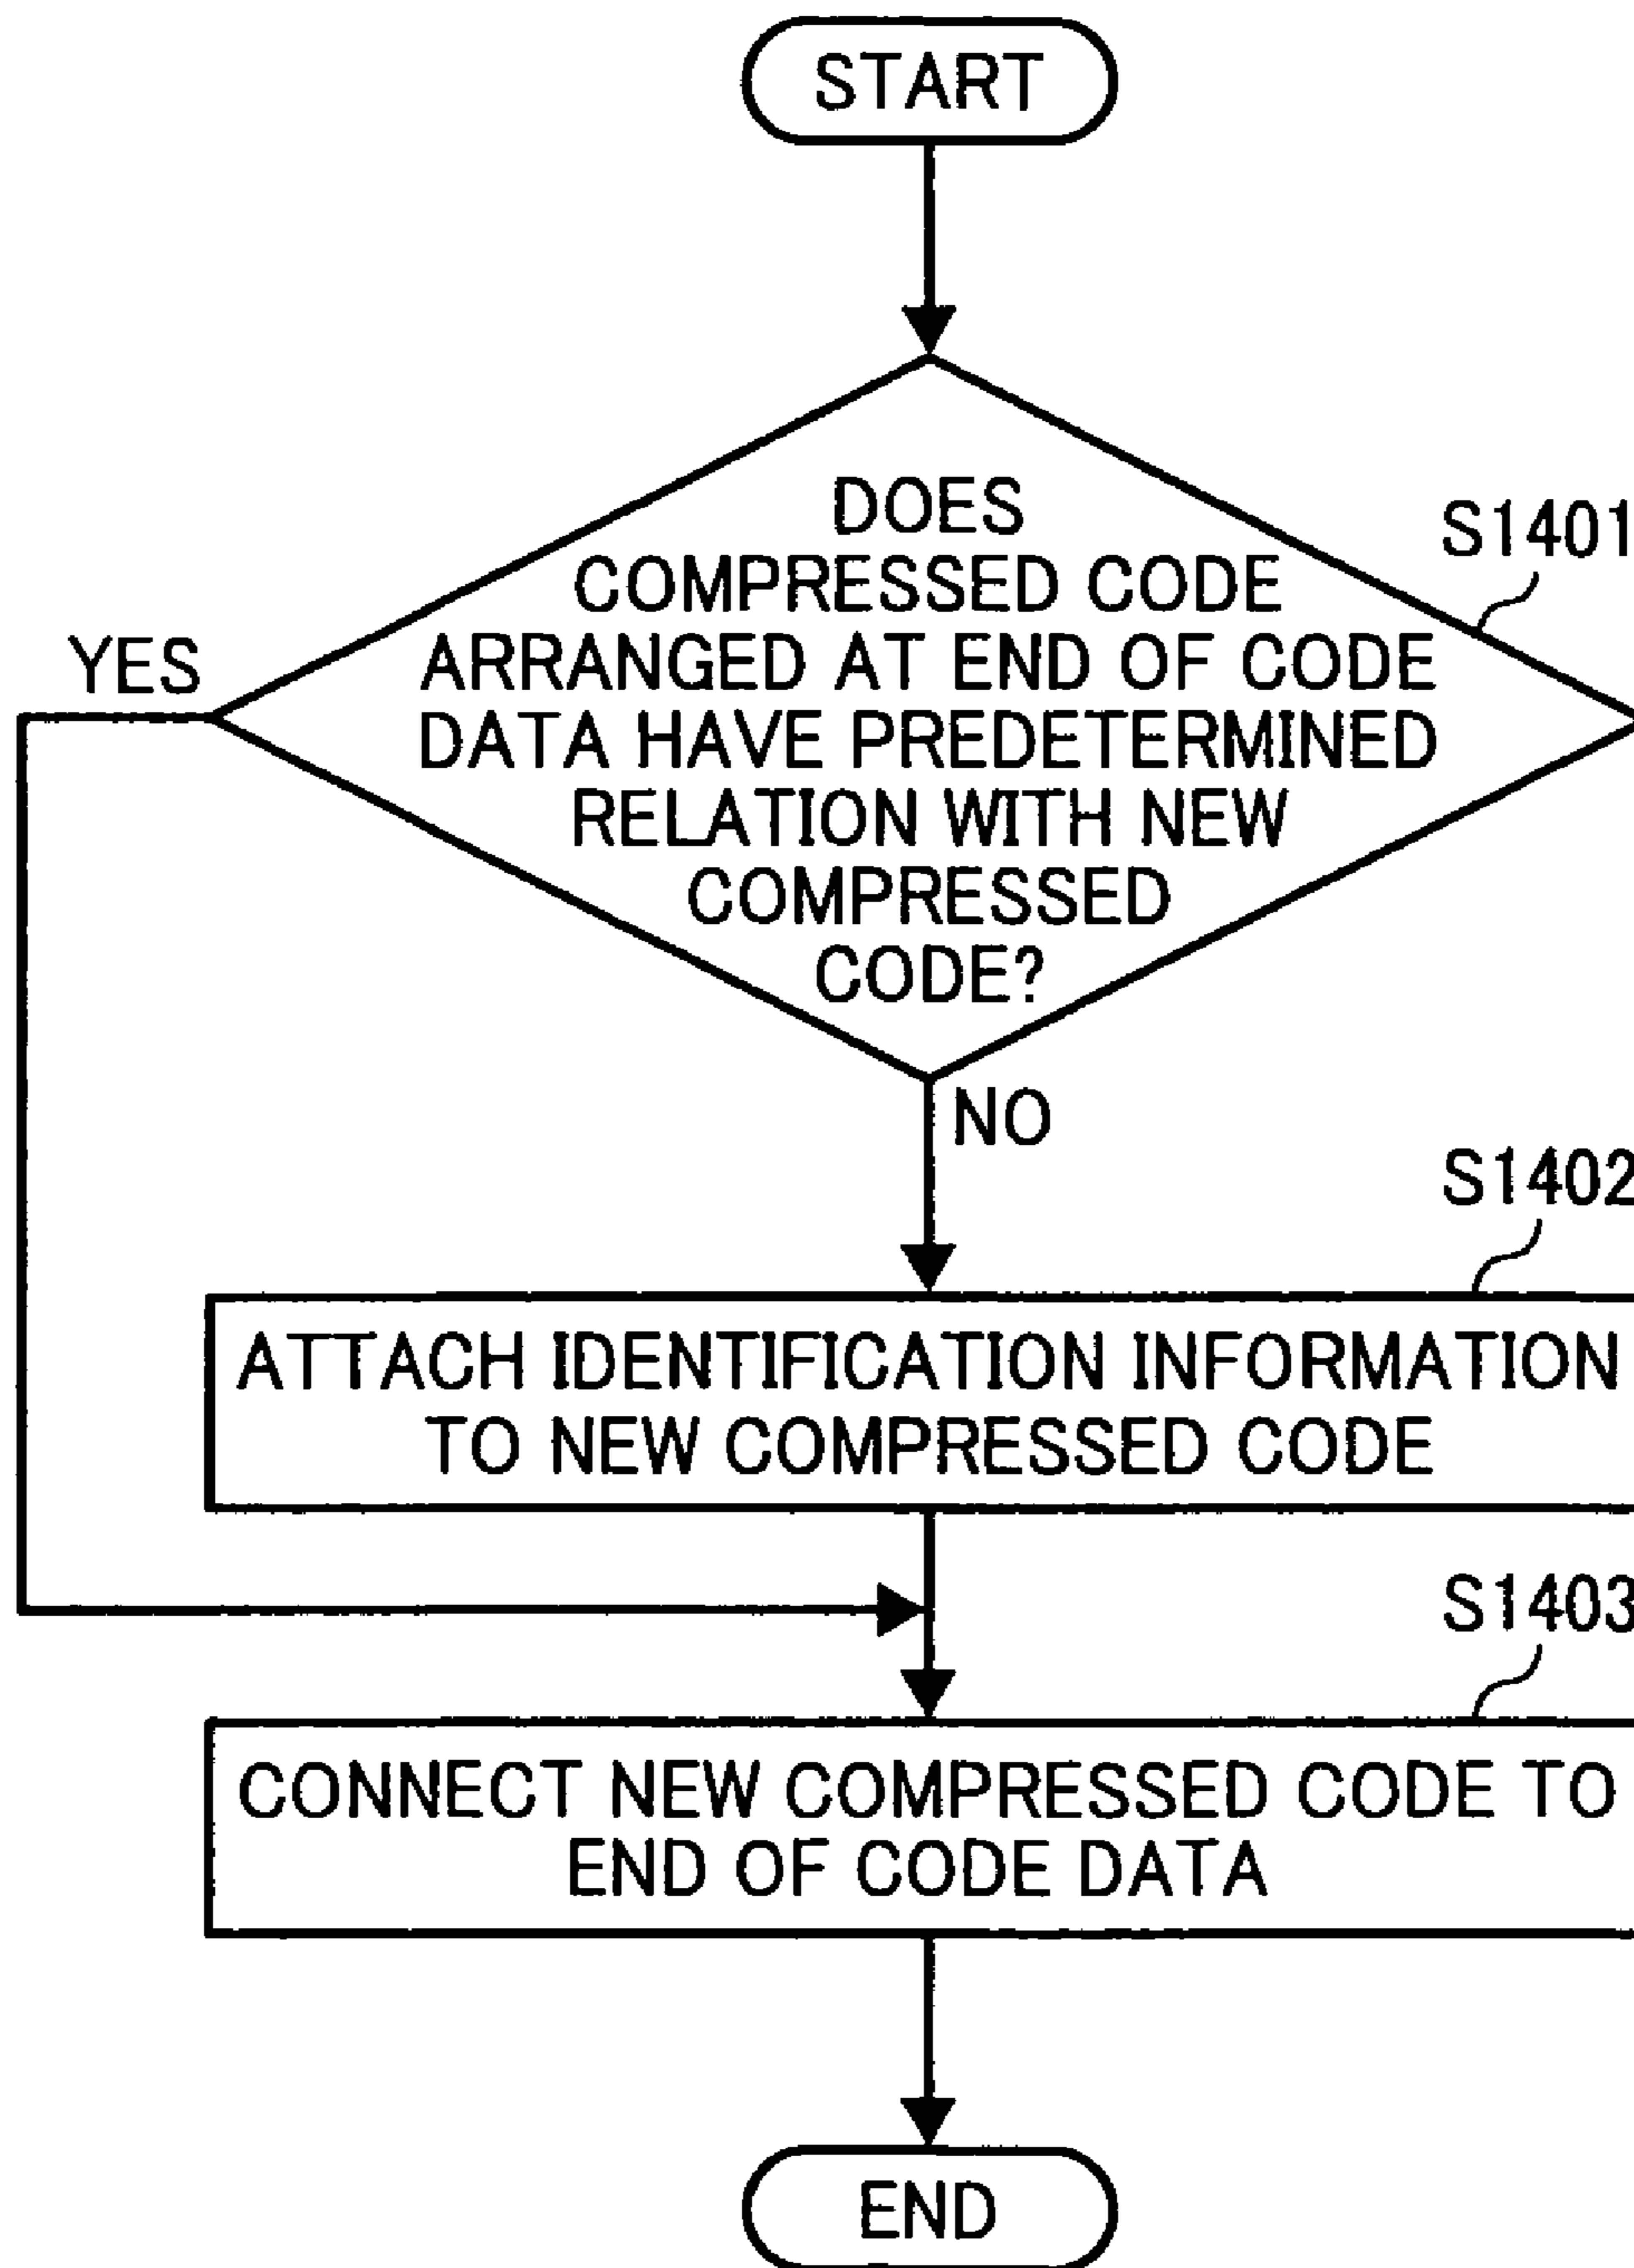 START
DOES
COMPRESSED CODE
ARRANGED AT END OF CODE
DATA HAVE PREDETERMINED
RELATION WITH NEW
COMPRESSED
CODE?
S1401
YES
NO
S1402
ATTACH IDENTIFICATION INFORMATION
TO NEW COMPRESSED CODE
S1403
CONNECT NEW COMPRESSED CODE TO
END OF CODE DATA
END